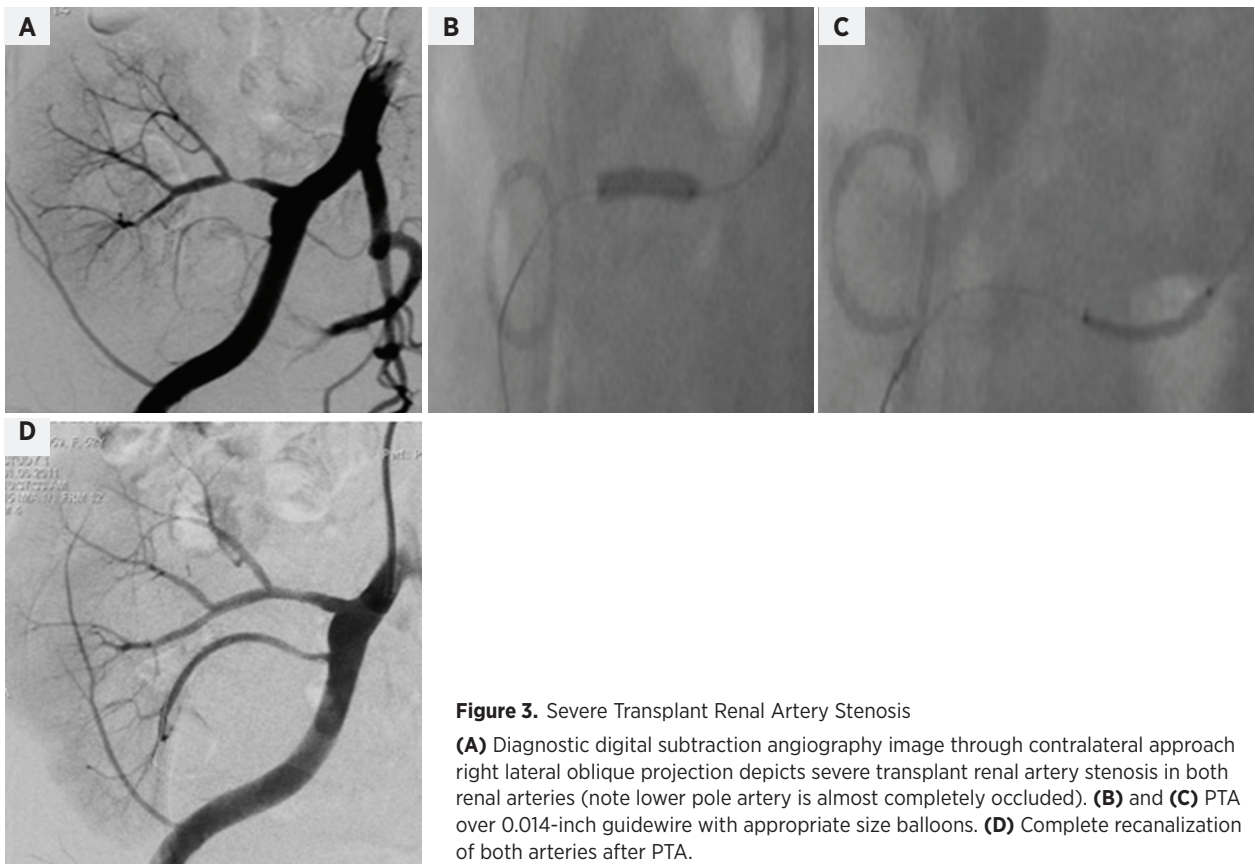 A
B
C
D
Figure 3. Severe Transplant Renal Artery Stenosis
(A) Diagnostic digital subtraction angiography image through contralateral approach
right lateral oblique projection depicts severe transplant renal artery stenosis in both
renal arteries (note lower pole artery is almost completely occluded). (B) and (C) PTA
over 0.014-inch guidewire with appropriate size balloons. (D) Complete recanalization
of both arteries after PTA.